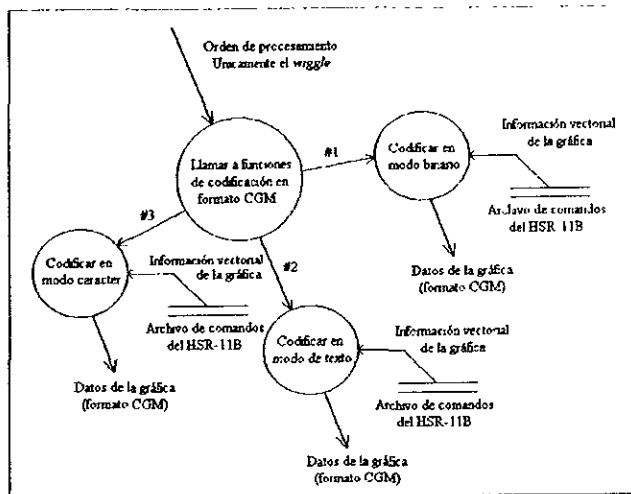 Orden de procesamiento
Unicamente el wiggle
Llamar a funciones
de codificación en
formato CGM
#1
Codificar en
modo binario
Información vectorial
de la gráfica
Archivo de comandos
del HSR-11B
Datos de la gráfica
(formato CGM)
#3
Codificar en
modo caracter
Información vectorial
de la gráfica
Archivo de comandos
del HSR-11B
Datos de la gráfica
(formato CGM)
#2
Codificar en
modo de texto
Información vectorial
de la gráfica
Archivo de comandos
del HSR-11B
Datos de la gráfica
(formato CGM)